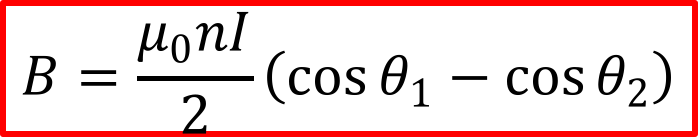 B = μ₀nI/2 (cos θ₁ − cos θ₂)